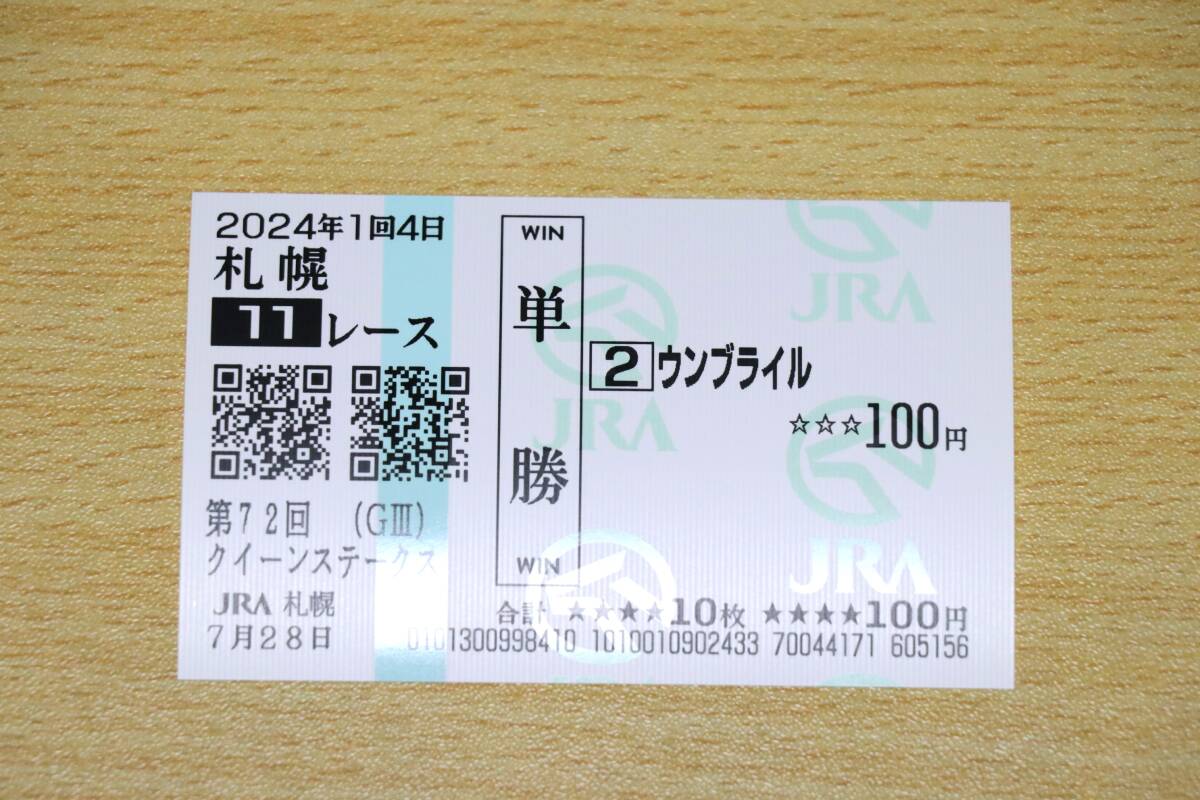 2024年1回4日
札幌
11レース
第72回 (GⅢ)
クイーンステークス
JRA 札幌
7月28日
WIN
単勝
WIN
2 ウンブライル
☆☆☆100円
合計 ★★★★10枚 ★★★★100円
0101300998410 1010010902433 70044171 605156
JRA
JRA
JRA